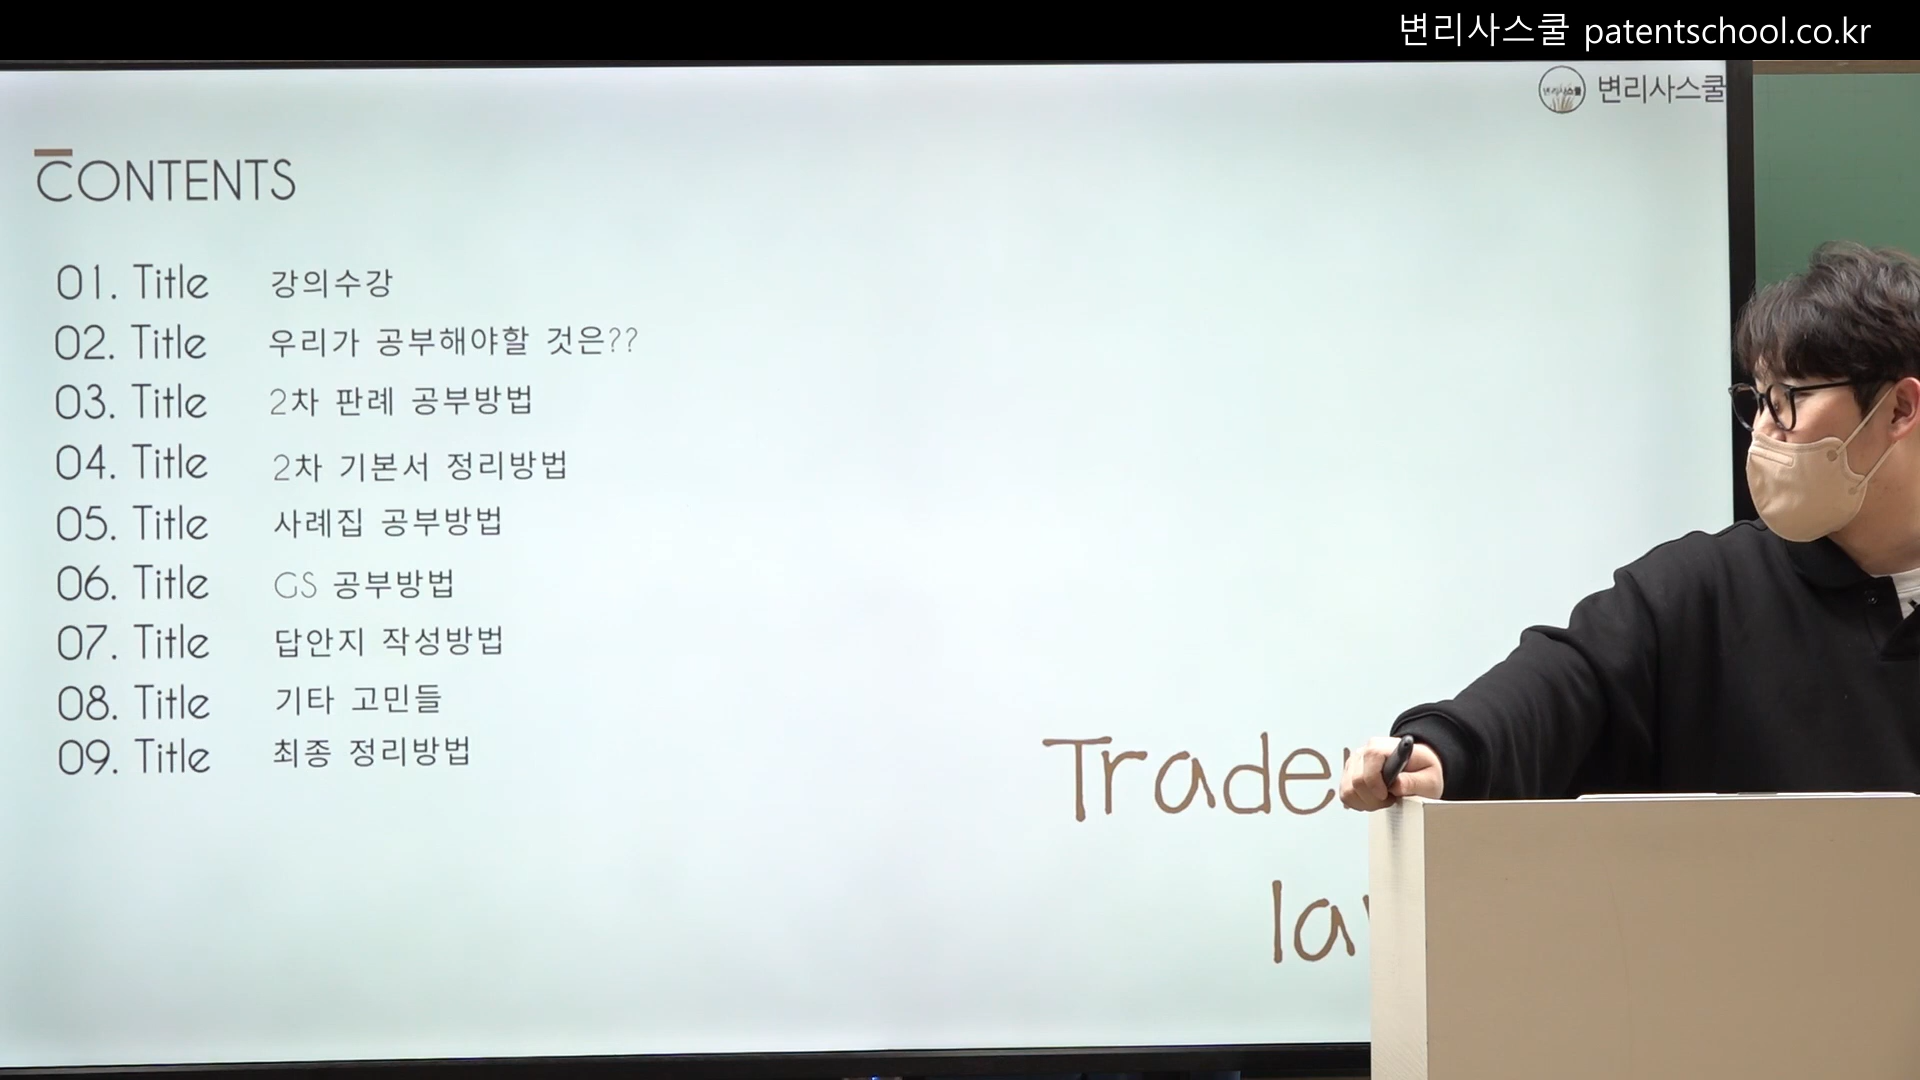 변리사스쿨 patentschool.co.kr
변리사스쿨
CONTENTS
01. Title 강의수강
02. Title 우리가 공부해야할 것은??
03. Title 2차 판례 공부방법
04. Title 2차 기본서 정리방법
05. Title 사례집 공부방법
06. Title GS 공부방법
07. Title 답안지 작성방법
08. Title 기타 고민들
09. Title 최종 정리방법